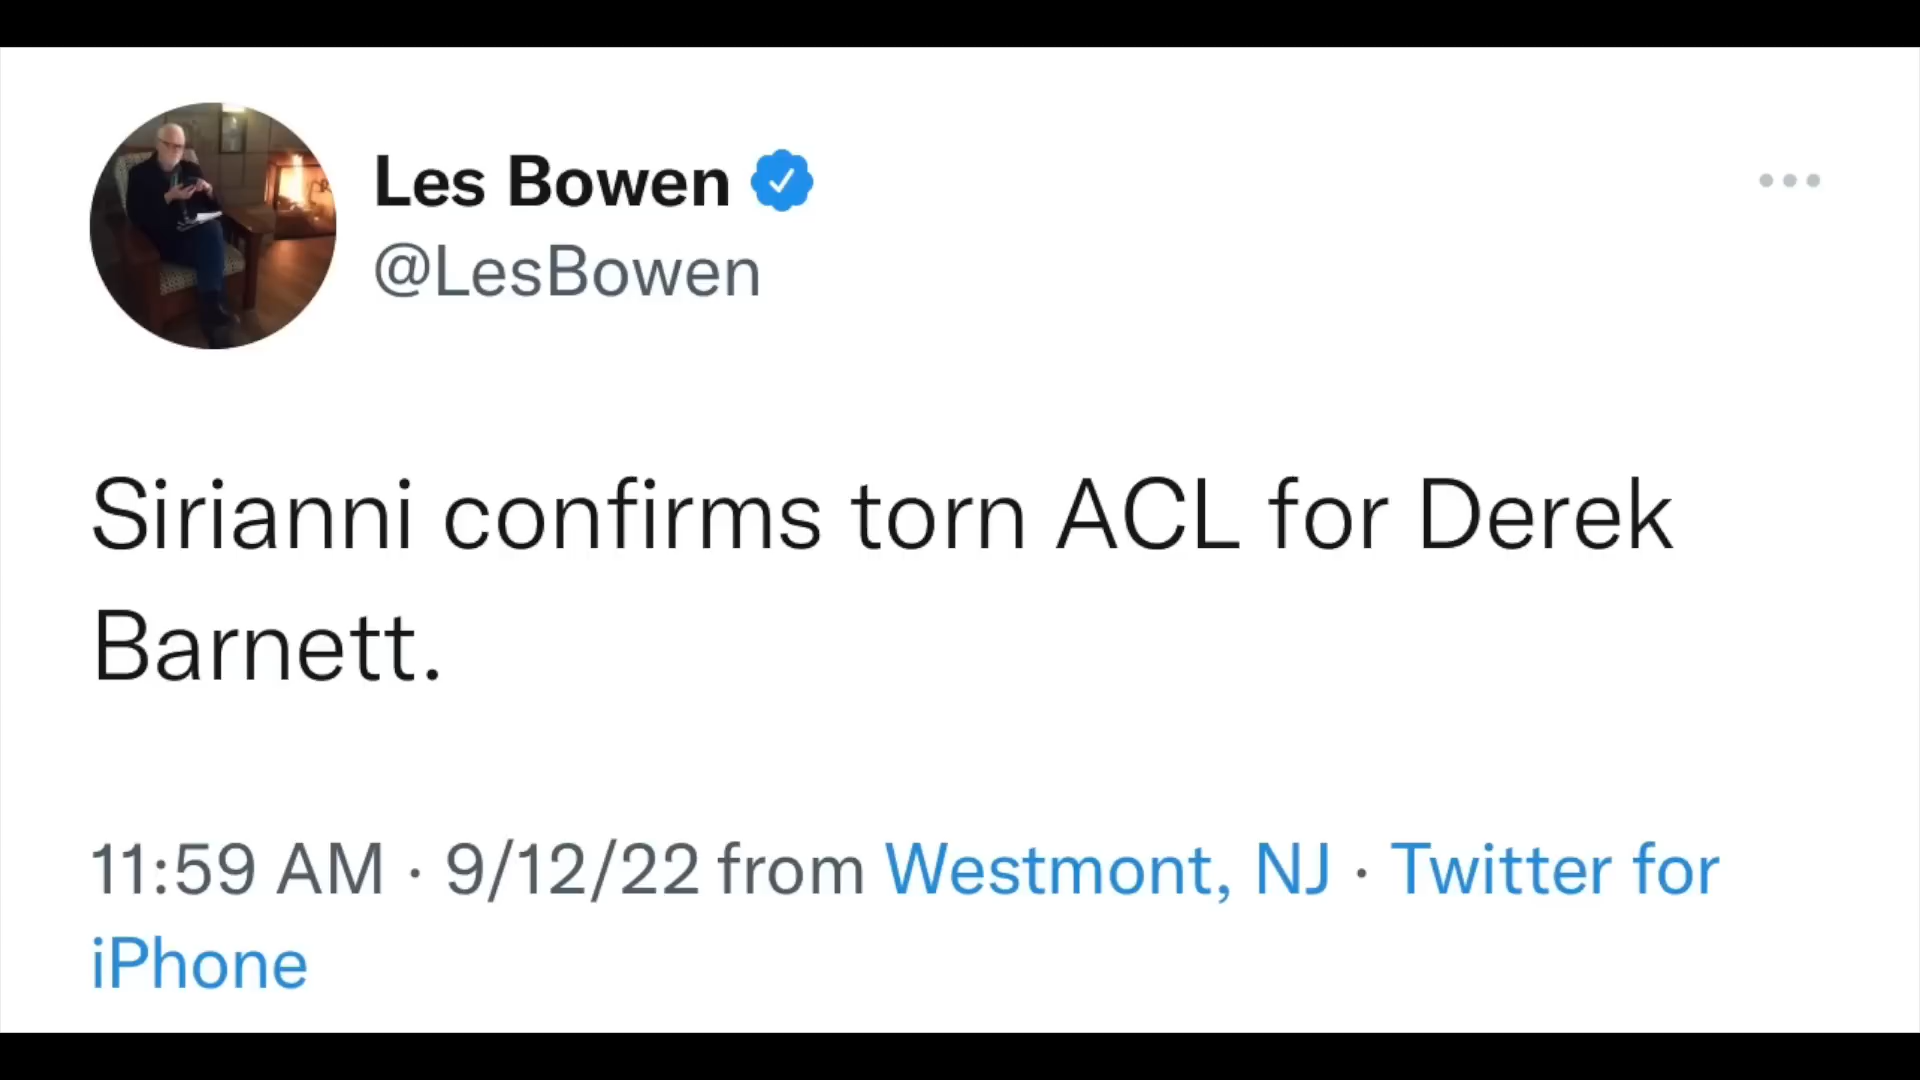 Les Bowen
@LesBowen
Sirianni confirms torn ACL for Derek
Barnett.
11:59 AM · 9/12/22 from Westmont, NJ · Twitter for
iPhone